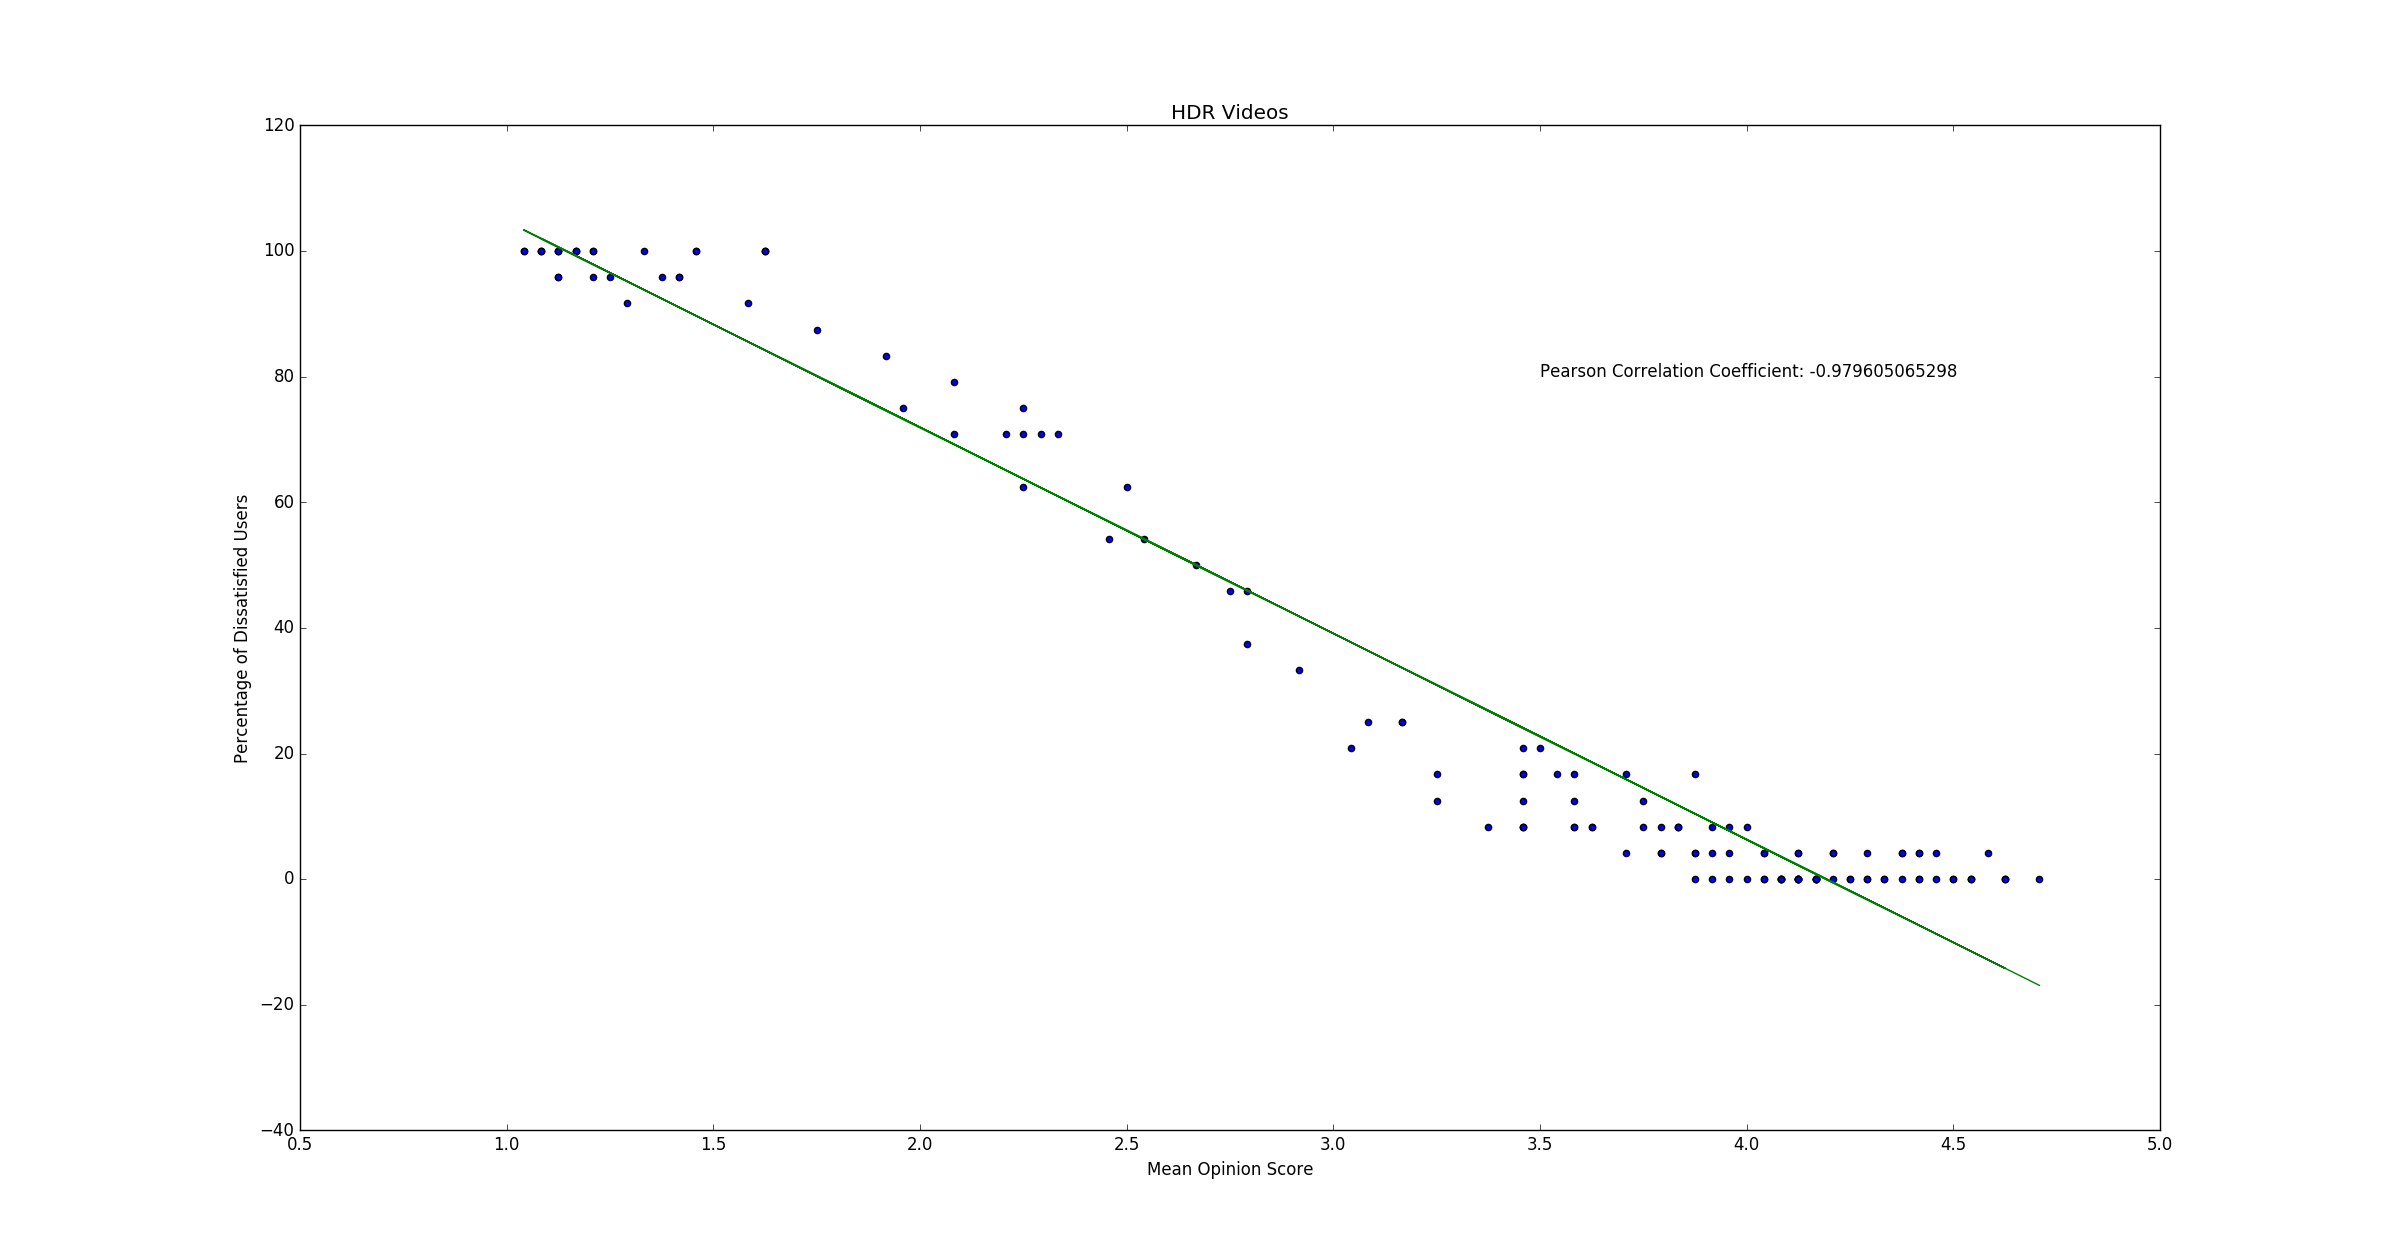 HDR Videos
120
100
80
60
40
20
0
−20
−40
Percentage of Dissatisfied Users
Pearson Correlation Coefficient: -0.979605065298
0.5 1.0 1.5 2.0 2.5 3.0 3.5 4.0 4.5 5.0
Mean Opinion Score